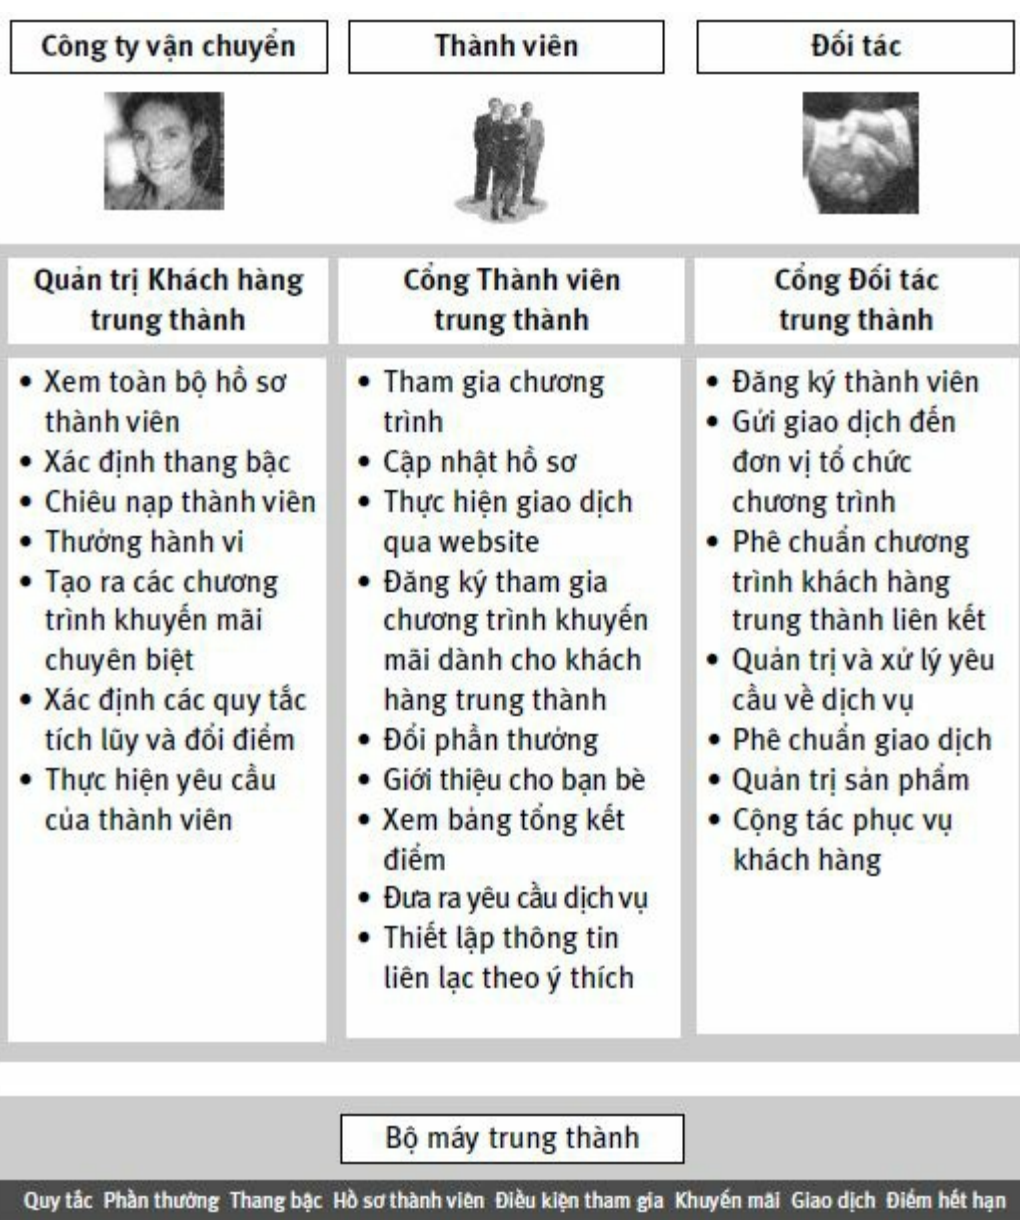 Công ty vận chuyển
Thành viên
Đối tác
Quản trị Khách hàng
trung thành
Cổng Thành viên
trung thành
Cổng Đối tác
trung thành
• Xem toàn bộ hồ sơ
thành viên
• Xác định thang bậc
• Chiêu nạp thành viên
• Thưởng hành vi
• Tạo ra các chương
trình khuyến mãi
chuyên biệt
• Xác định các quy tắc
tích lũy và đổi điểm
• Thực hiện yêu cầu
của thành viên
• Tham gia chương
trình
• Cập nhật hồ sơ
• Thực hiện giao dịch
qua website
• Đăng ký tham gia
chương trình khuyến
mãi dành cho khách
hàng trung thành
• Đổi phần thưởng
• Giới thiệu cho bạn bè
• Xem bảng tổng kết
điểm
• Đưa ra yêu cầu dịch vụ
• Thiết lập thông tin
liên lạc theo ý thích
• Đăng ký thành viên
• Gửi giao dịch đến
đơn vị tổ chức
chương trình
• Phê chuẩn chương
trình khách hàng
trung thành liên kết
• Quản trị và xử lý yêu
cầu về dịch vụ
• Phê chuẩn giao dịch
• Quản trị sản phẩm
• Cộng tác phục vụ
khách hàng
Bộ máy trung thành
Quy tắc Phần thưởng Thang bậc Hồ sơ thành viên Điều kiện tham gia Khuyến mãi Giao dịch Điểm hết hạn